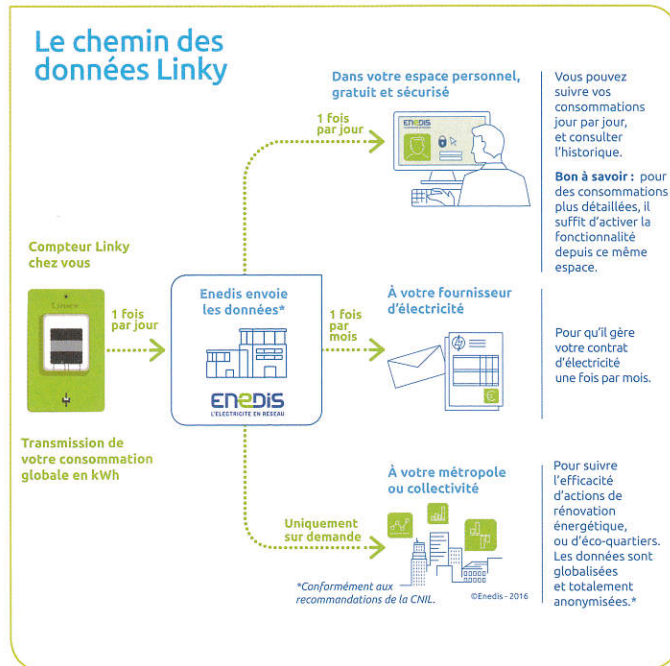 Le chemin des
données Linky
Dans votre espace personnel,
gratuit et sécurisé
1 fois
par jour
ENEDIS
Vous pouvez
suivre vos
consommations
jour par jour,
et consulter
l'historique.
Bon à savoir : pour
des consommations
plus détaillées, il
suffit d'activer la
fonctionnalité
depuis ce même
espace.
Compteur Linky
chez vous
Linky
1 fois
par jour
Enedis envoie
les données*
ENEDIS
L'ELECTRICITE EN RESEAU
1 fois
par
mois
À votre fournisseur
d'électricité
€
Pour qu'il gère
votre contrat
d'électricité
une fois par mois.
Transmission de
votre consommation
globale en kWh
Uniquement
sur demande
À votre métropole
ou collectivité
Pour suivre
l'efficacité
d'actions de
rénovation
énergétique,
ou d'éco-quartiers.
Les données sont
globalisées
et totalement
anonymisées.*
*Conformément aux
recommandations de la CNIL.
©Enedis - 2016